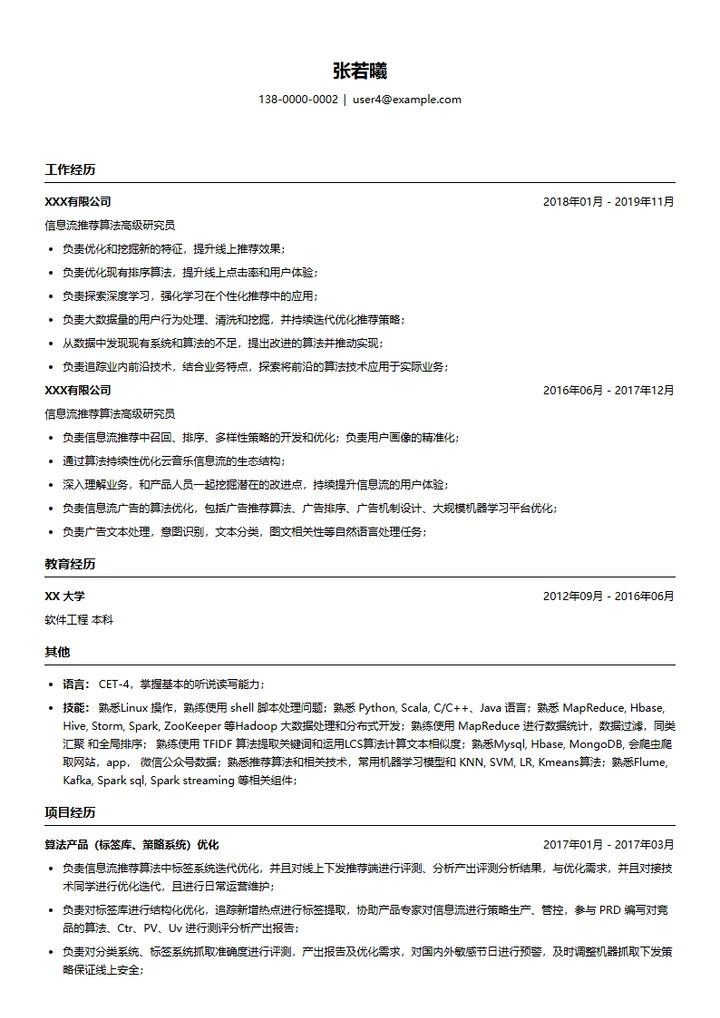 张若曦
138-0000-0002 | user4@example.com
工作经历
XXX有限公司 2018年01月 - 2019年11月
信息流推荐算法高级研究员
• 负责优化和挖掘新的特征，提升线上推荐效果；
• 负责优化现有排序算法，提升线上点击率和用户体验；
• 负责探索深度学习，强化学习在个性化推荐中的应用；
• 负责大数据量的用户行为处理、清洗和挖掘，并持续迭代优化推荐策略；
• 从数据中发现现有系统和算法的不足，提出改进的算法并推动实现；
• 负责追踪业内前沿技术，结合业务特点，探索将前沿的算法技术应用于实际业务；
XXX有限公司 2016年06月 - 2017年12月
信息流推荐算法高级研究员
• 负责信息流推荐中召回、排序、多样性策略的开发和优化；负责用户画像的精准化；
• 通过算法持续性优化云音乐信息流的生态结构；
• 深入理解业务，和产品人员一起挖掘潜在的改进点，持续提升信息流的用户体验；
• 负责信息流广告的算法优化，包括广告推荐算法、广告排序、广告机制设计、大规模机器学习平台优化；
• 负责广告文本处理，意图识别，文本分类，图文相关性等自然语言处理任务；
教育经历
XX 大学 2012年09月 - 2016年06月
软件工程 本科
其他
• 语言： CET-4，掌握基本的听说读写能力；
• 技能： 熟悉Linux 操作，熟练使用 shell 脚本处理问题；熟悉 Python, Scala, C/C++、Java 语言；熟悉 MapReduce, Hbase,
Hive, Storm, Spark, ZooKeeper 等Hadoop 大数据处理和分布式开发；熟练使用 MapReduce 进行数据统计，数据过滤，同类
汇聚 和全局排序； 熟练使用 TFIDF 算法提取关键词和运用LCS算法计算文本相似度；熟悉Mysql, Hbase, MongoDB, 会爬虫爬
取网站，app， 微信公众号数据；熟悉推荐算法和相关技术，常用机器学习模型和 KNN, SVM, LR, Kmeans算法；熟悉Flume,
Kafka, Spark sql, Spark streaming 等相关组件；
项目经历
算法产品（标签库、策略系统）优化 2017年01月 - 2017年03月
• 负责信息流推荐算法中标签系统迭代优化，并且对线上下发推荐端进行评测、分析产出评测分析结果，与优化需求，并且对接技
术同学进行优化迭代，且进行日常运营维护；
• 负责对标签库进行结构化优化，追踪新增热点进行标签提取，协助产品专家对信息流进行策略生产、管控，参与 PRD 编写对竞
品的算法、Ctr、PV、Uv 进行测评分析产出报告；
• 负责对分类系统、标签系统抓取准确度进行评测，产出报告及优化需求，对国内外敏感节日进行预警，及时调整机器抓取下发策
略保证线上安全；